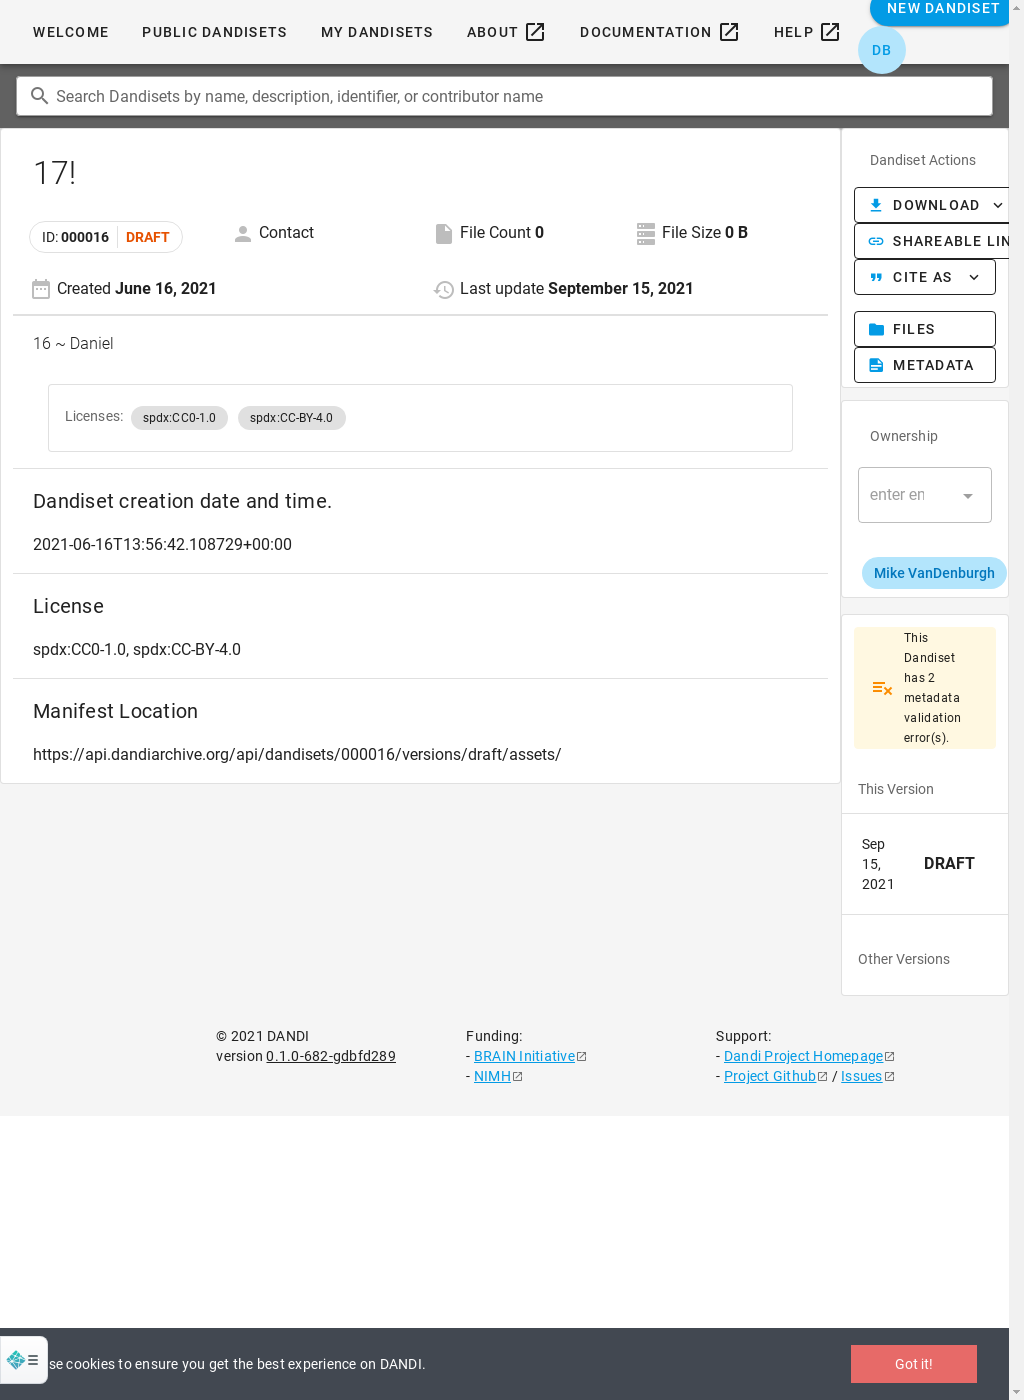 WELCOME PUBLIC DANDISETS MY DANDISETS ABOUT DOCUMENTATION HELP NEW DANDISET
DB
Search Dandisets by name, description, identifier, or contributor name
17!
ID: 000016 DRAFT Contact File Count 0 File Size 0 B
Created June 16, 2021 Last update September 15, 2021
16 ~ Daniel
Licenses: spdx:CC0-1.0 spdx:CC-BY-4.0
Dandiset creation date and time.
2021-06-16T13:56:42.108729+00:00
License
spdx:CC0-1.0, spdx:CC-BY-4.0
Manifest Location
https://api.dandiarchive.org/api/dandisets/000016/versions/draft/assets/
Dandiset Actions
DOWNLOAD
SHAREABLE LIN
CITE AS
FILES
METADATA
Ownership
enter en
Mike VanDenburgh
This
Dandiset
has 2
metadata
validation
error(s).
This Version
Sep
15,
2021
DRAFT
Other Versions
© 2021 DANDI
version 0.1.0-682-gdbfd289
Funding:
- BRAIN Initiative
- NIMH
Support:
- Dandi Project Homepage
- Project Github / Issues
se cookies to ensure you get the best experience on DANDI.
Got it!